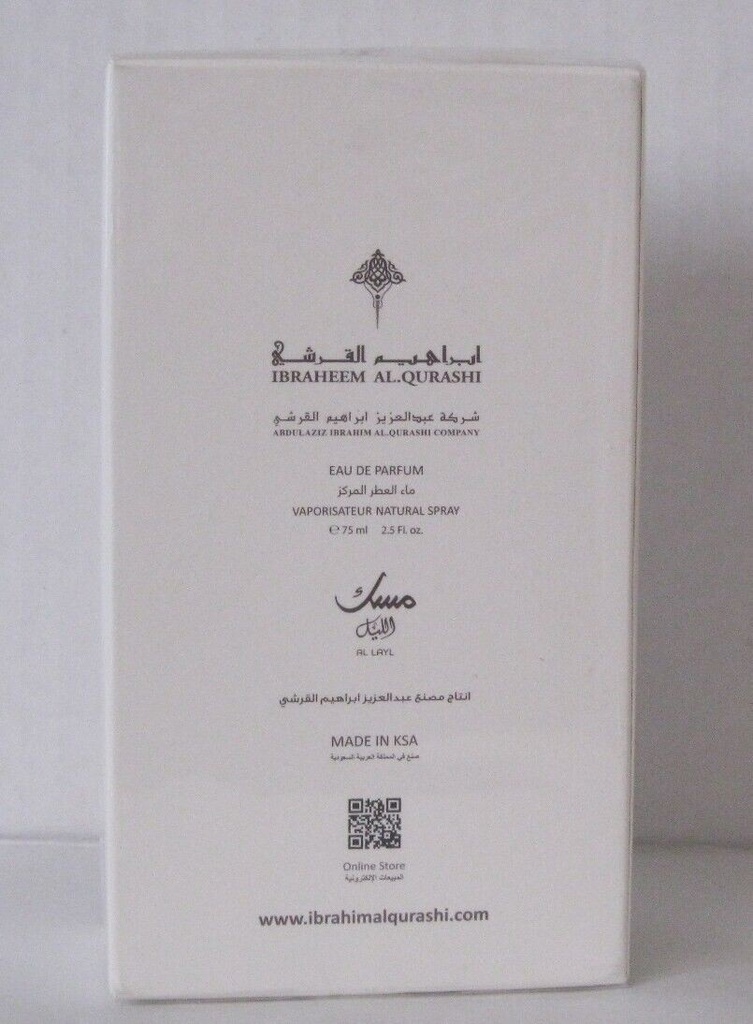 ابراهيم القرشي
IBRAHEEM AL.QURASHI
شركة عبدالعزيز ابراهيم القرشي
ABDULAZIZ IBRAHIM AL.QURASHI COMPANY
EAU DE PARFUM
ماء العطر المركز
VAPORISATEUR NATURAL SPRAY
℮ 75 ml 2.5 Fl. oz.
مسك
الليل
AL LAYL
انتاج مصنع عبدالعزيز ابراهيم القرشي
MADE IN KSA
صنع في المملكة العربية السعودية
Online Store
المبيعات الإلكترونية
www.ibrahimalqurashi.com